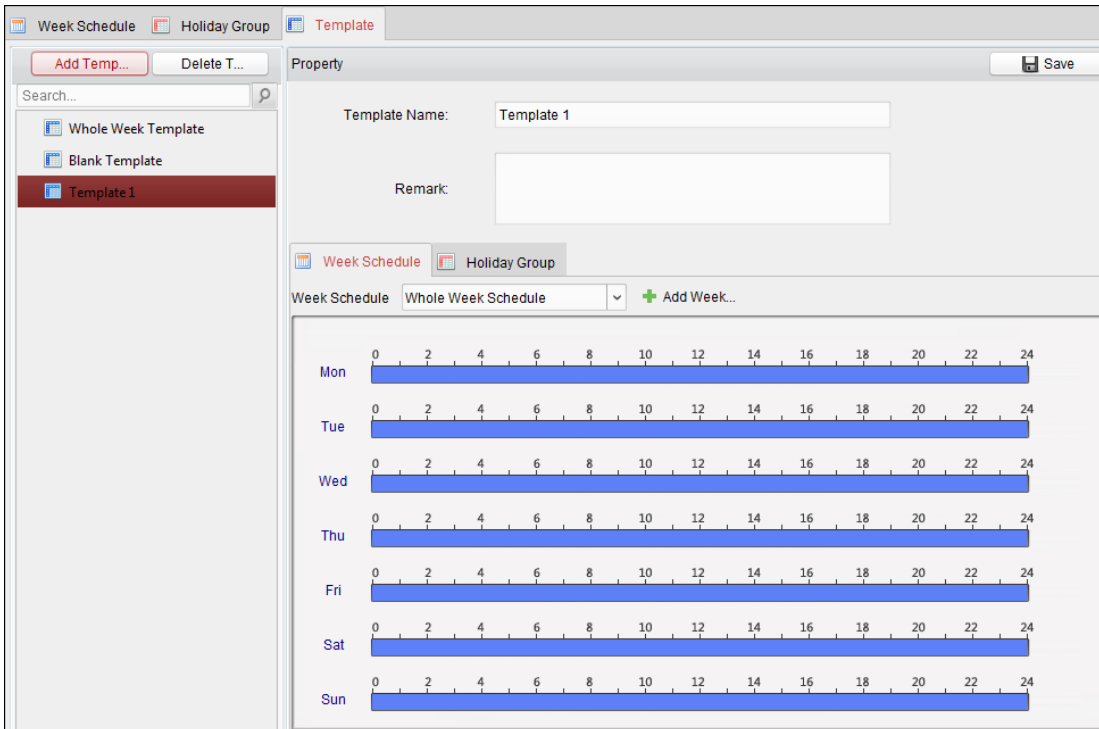 Week Schedule Holiday Group Template
Add Temp... Delete T... Property Save
Search...
Template Name: Template 1
Whole Week Template
Blank Template
Remark:
Template 1
Week Schedule Holiday Group
Week Schedule Whole Week Schedule Add Week...
0 2 4 6 8 10 12 14 16 18 20 22 24
Mon
0 2 4 6 8 10 12 14 16 18 20 22 24
Tue
0 2 4 6 8 10 12 14 16 18 20 22 24
Wed
0 2 4 6 8 10 12 14 16 18 20 22 24
Thu
0 2 4 6 8 10 12 14 16 18 20 22 24
Fri
0 2 4 6 8 10 12 14 16 18 20 22 24
Sat
0 2 4 6 8 10 12 14 16 18 20 22 24
Sun